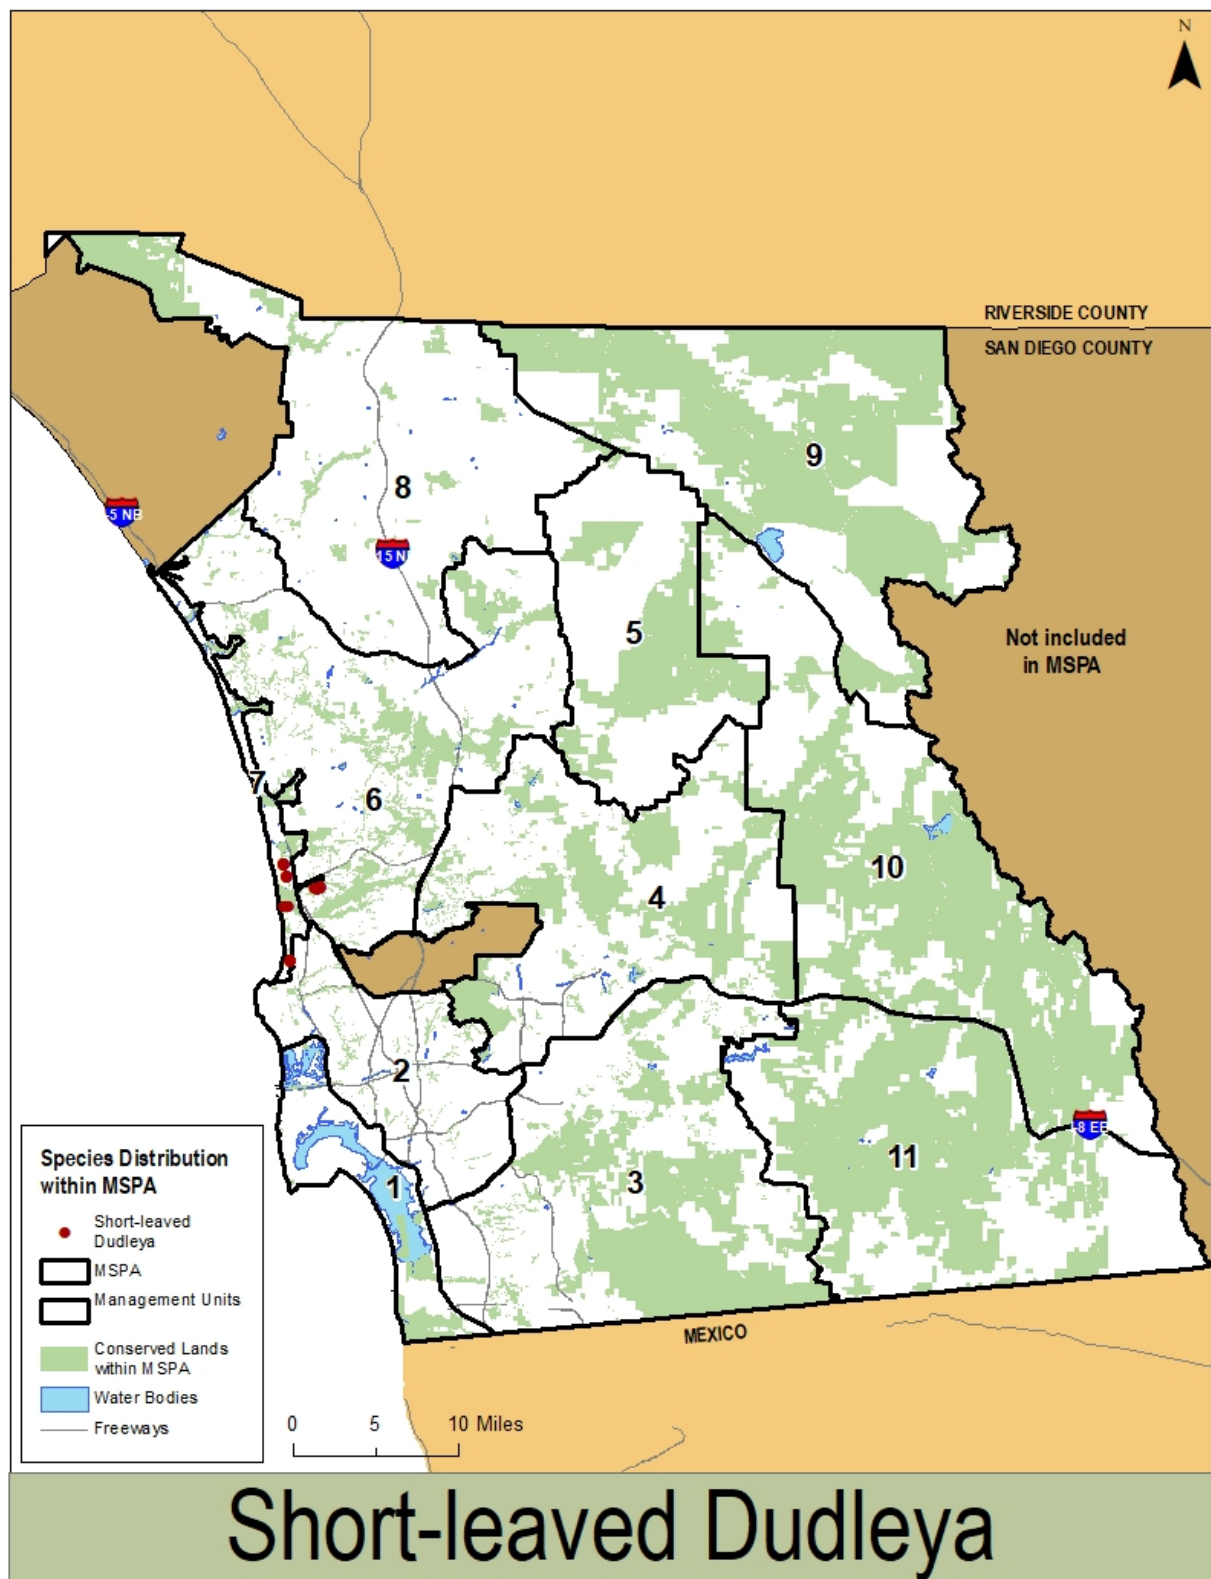 N
RIVERSIDE COUNTY
SAN DIEGO COUNTY
9
8
-5 NB
15 N
5
Not included
in MSPA
7
6
10
4
2
-8 EE
11
3
1
MEXICO
Species Distribution
within MSPA
Short-leaved
Dudleya
MSPA
Management Units
Conserved Lands
within MSPA
Water Bodies
Freeways
0 5 10 Miles
Short-leaved Dudleya